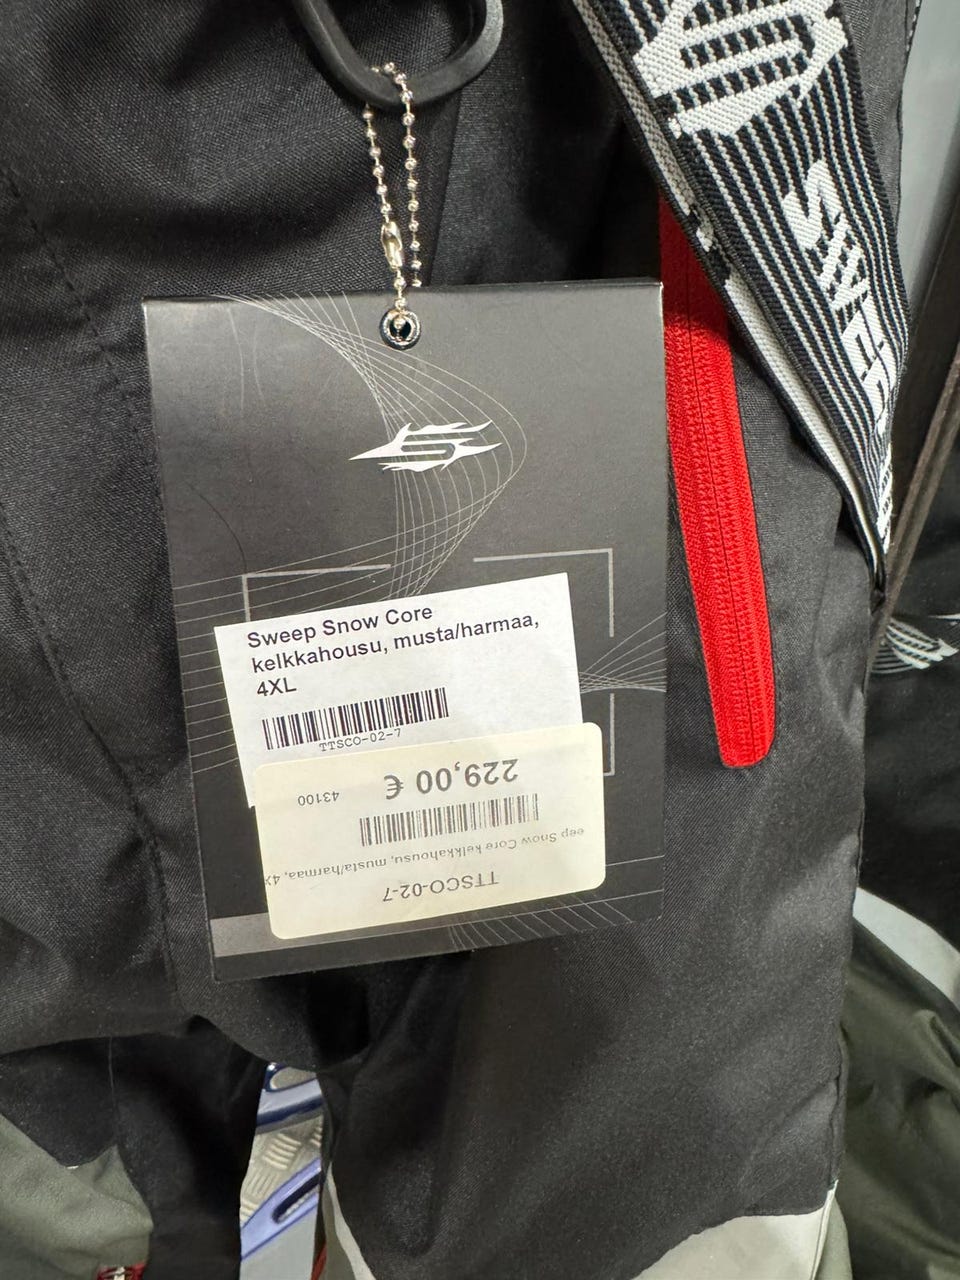 SWEEP
Sweep Snow Core
kelkkahousu, musta/harmaa,
4XL
TTSCO-02-7
TTSCO-02-7
eep Snow Core kelkkahousu, musta/harmaa, 4X
43100
229,00 €